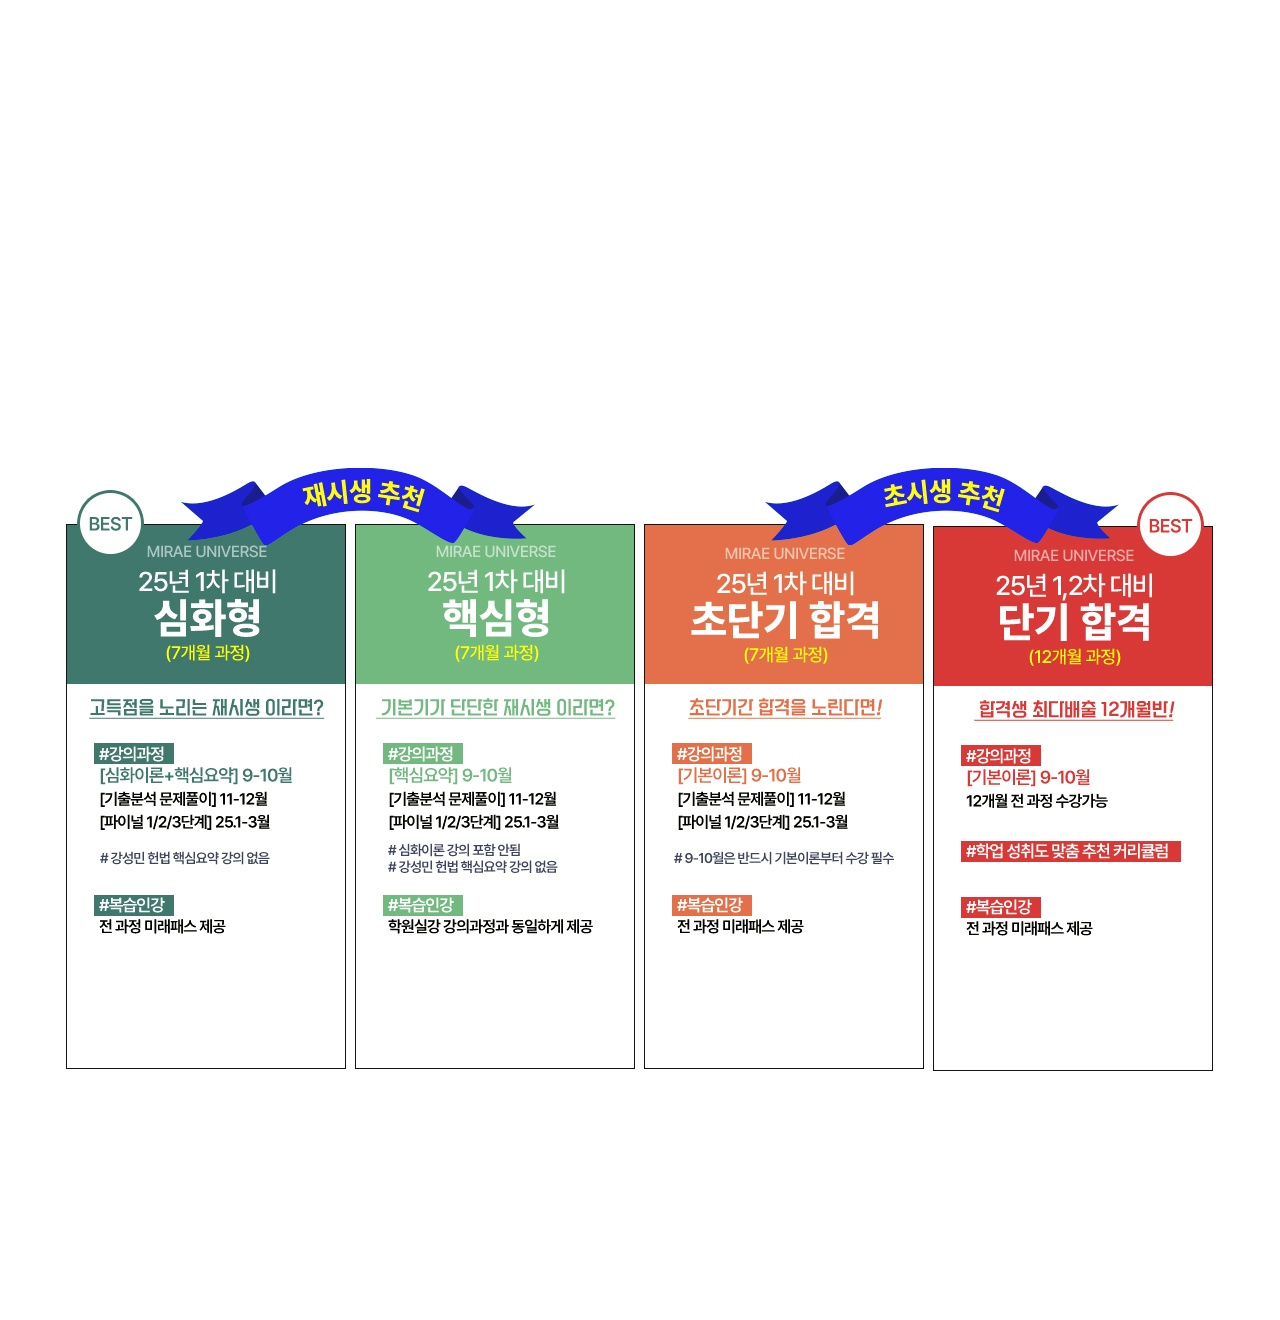 재시생 추천
초시생 추천
BEST
MIRAE UNIVERSE
25년 1차 대비
심화형
(7개월 과정)
고득점을 노리는 재시생 이라면?
#강의과정
[심화이론+핵심요약] 9-10월
[기출분석 문제풀이] 11-12월
[파이널 1/2/3단계] 25.1-3월
# 강성민 헌법 핵심요약 강의 없음
#복습인강
전 과정 미래패스 제공
MIRAE UNIVERSE
25년 1차 대비
핵심형
(7개월 과정)
기본기가 단단한 재시생 이라면?
#강의과정
[핵심요약] 9-10월
[기출분석 문제풀이] 11-12월
[파이널 1/2/3단계] 25.1-3월
# 심화이론 강의 포함 안됨
# 강성민 헌법 핵심요약 강의 없음
#복습인강
학원실강 강의과정과 동일하게 제공
MIRAE UNIVERSE
25년 1차 대비
초단기 합격
(7개월 과정)
초단기간 합격을 노린다면!
#강의과정
[기본이론] 9-10월
[기출분석 문제풀이] 11-12월
[파이널 1/2/3단계] 25.1-3월
# 9-10월은 반드시 기본이론부터 수강 필수
#복습인강
전 과정 미래패스 제공
BEST
MIRAE UNIVERSE
25년 1,2차 대비
단기 합격
(12개월 과정)
합격생 최다배출 12개월반!
#강의과정
[기본이론] 9-10월
12개월 전 과정 수강가능
#학업 성취도 맞춤 추천 커리큘럼
#복습인강
전 과정 미래패스 제공